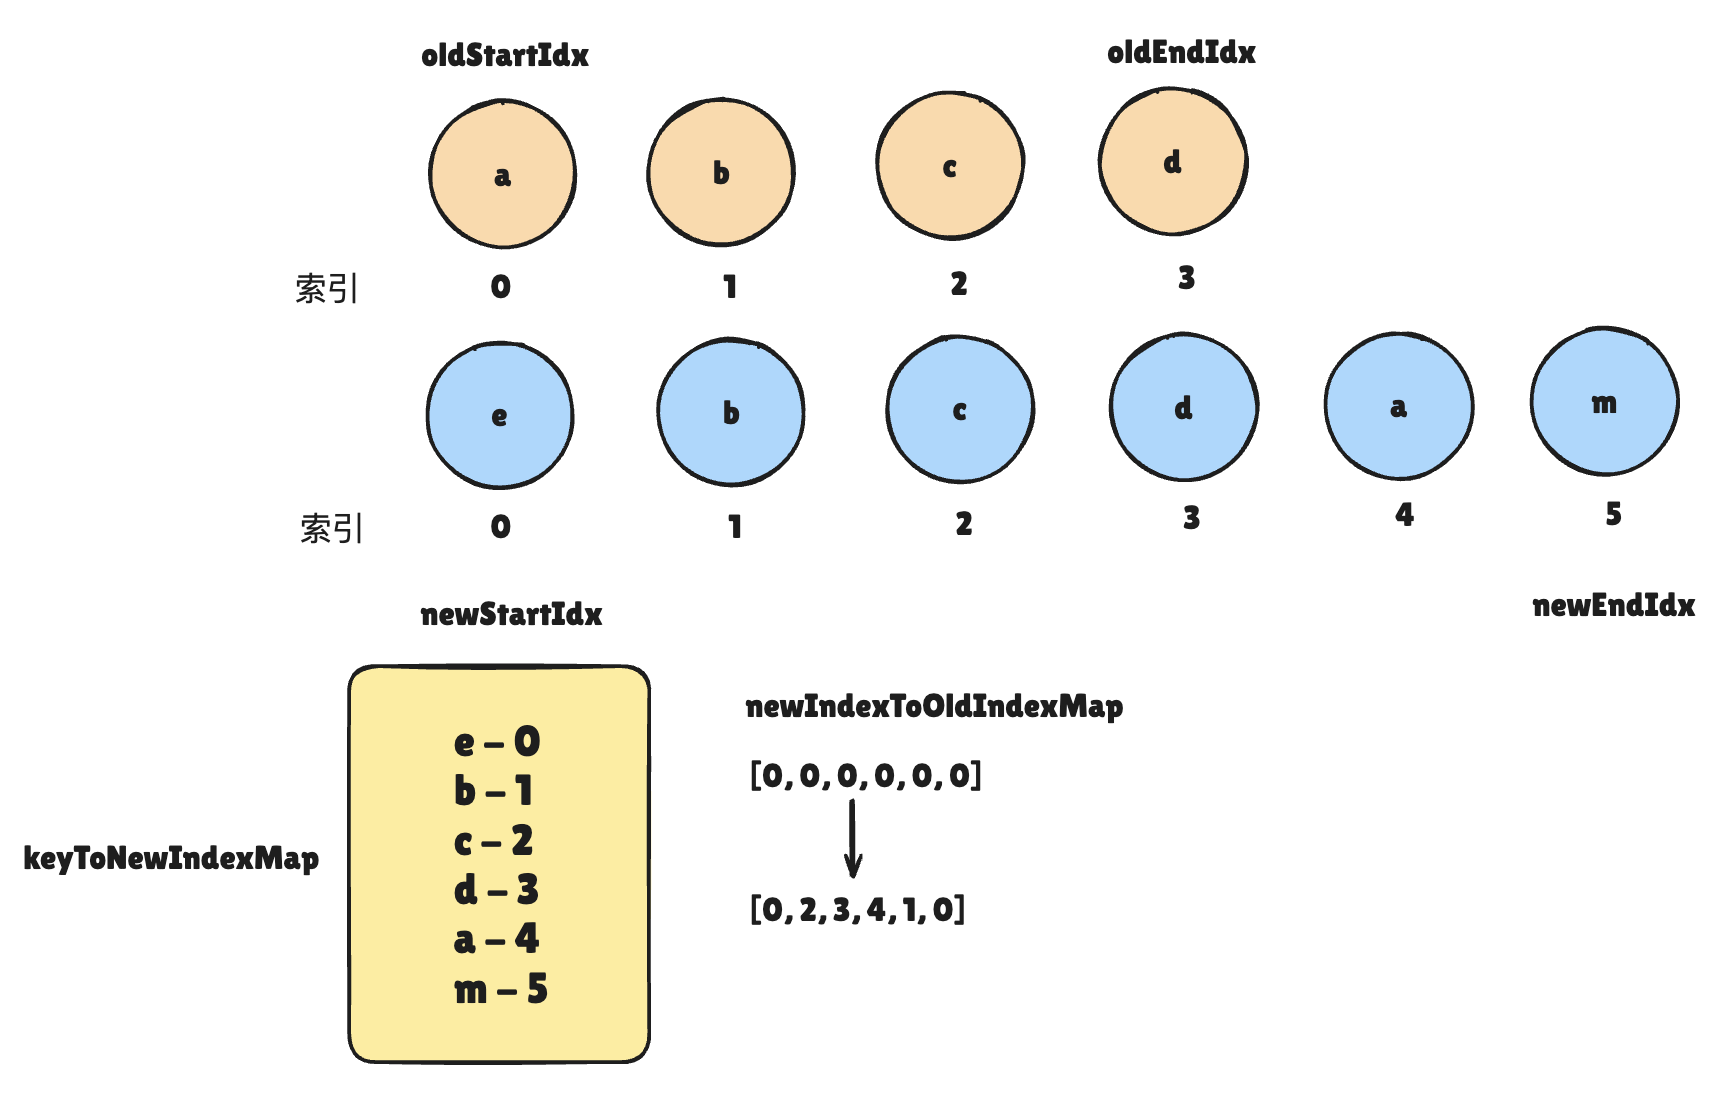 oldStartIdx oldEndIdx
a b c d
索引 0 1 2 3
e b c d a m
索引 0 1 2 3 4 5
newStartIdx newEndIdx
keyToNewIndexMap
e - 0
b - 1
c - 2
d - 3
a - 4
m - 5
newIndexToOldIndexMap
[0, 0, 0, 0, 0, 0]
[0, 2, 3, 4, 1, 0]